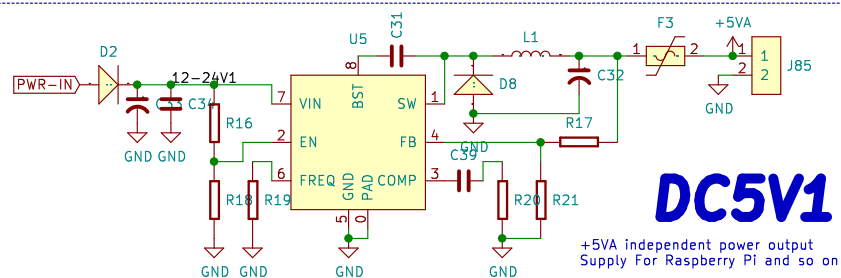 C31
U5
F3
+5VA
D2
L1
8
1
2
1
1
J85
12-24V1
2
2
PWR-IN
C33
C34
BST
D8
C32
GND
7
VIN
SW
1
R16
GND
R17
GND
GND
2
EN
FB
4
C39
R18
R19
6
FREQ
GND
PAD
COMP
3
R20
R21
DC5V1
5
0
+5VA independent power output
GND
GND
GND
GND
Supply For Raspberry Pi and so on